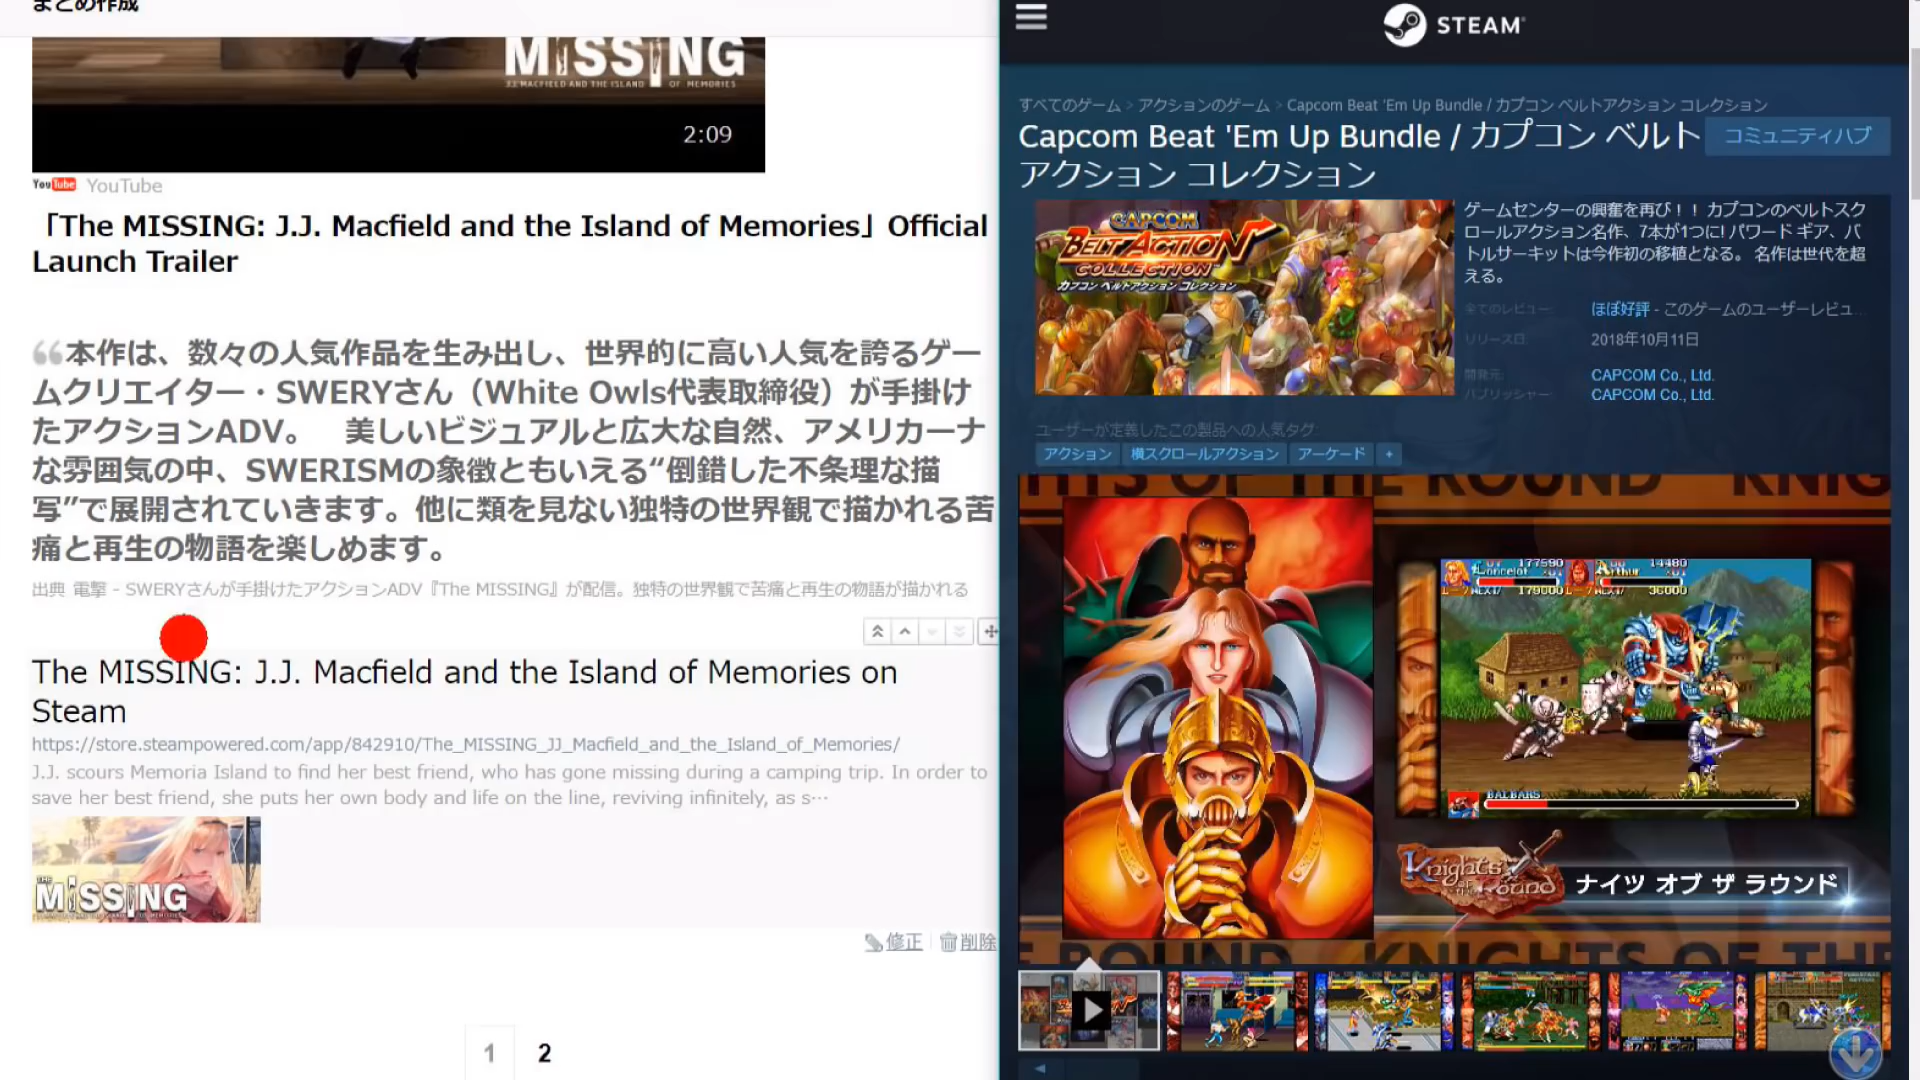 まとめ作成
MISSING
J.J. MACFIELD AND THE ISLAND OF MEMORIES
2:09
YouTube YouTube
「The MISSING: J.J. Macfield and the Island of Memories」Official
Launch Trailer
本作は、数々の人気作品を生み出し、世界的に高い人気を誇るゲー
ムクリエイター・SWERYさん（White Owls代表取締役）が手掛け
たアクションADV。　美しいビジュアルと広大な自然、アメリカーナ
な雰囲気の中、SWERISMの象徴ともいえる“倒錯した不条理な描
写”で展開されていきます。他に類を見ない独特の世界観で描かれる苦
痛と再生の物語を楽しめます。
出典 電撃 - SWERYさんが手掛けたアクションADV『The MISSING』が配信。独特の世界観で苦痛と再生の物語が描かれる
The MISSING: J.J. Macfield and the Island of Memories on
Steam
https://store.steampowered.com/app/842910/The_MISSING_JJ_Macfield_and_the_Island_of_Memories/
J.J. scours Memoria Island to find her best friend, who has gone missing during a camping trip. In order to
save her best friend, she puts her own body and life on the line, reviving infinitely, as s…
THE
MISSING
修正 削除
1 2
STEAM
すべてのゲーム > アクションのゲーム > Capcom Beat 'Em Up Bundle / カプコン ベルトアクション コレクション
Capcom Beat 'Em Up Bundle / カプコン ベルト
アクション コレクション
コミュニティハブ
CAPCOM
BELT ACTION
COLLECTION
カプコン ベルトアクション コレクション
ゲームセンターの興奮を再び！！ カプコンのベルトスク
ロールアクション名作、7本が1つに! パワード ギア、バ
トルサーキットは今作初の移植となる。 名作は世代を超
える。
全てのレビュー: ほぼ好評 - このゲームのユーザーレビュ...
リリース日: 2018年10月11日
開発元: CAPCOM Co., Ltd.
パブリッシャー: CAPCOM Co., Ltd.
ユーザーが定義したこの製品への人気タグ:
アクション 横スクロールアクション アーケード +
HTS OF THE ROUND KNIG
177590 14480
Lancelot Arthur
NEXT/ 179000 NEXT/ 36000
BALBARS
Knights of the Round
ナイツ オブ ザ ラウンド
E ROUND KNIGHTS OF THE